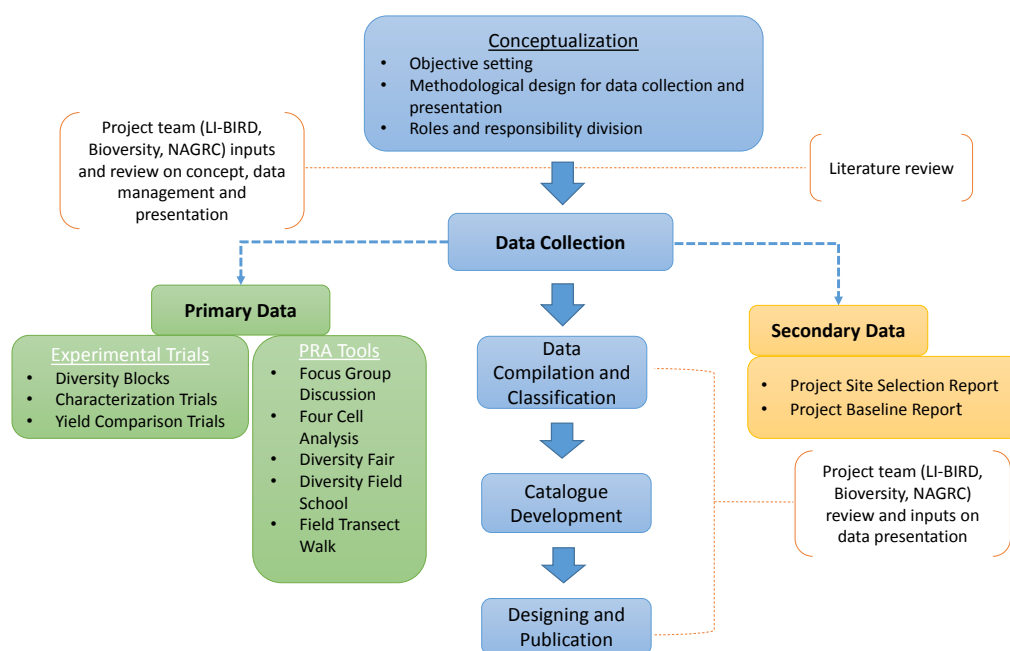 Conceptualization
• Objective setting
• Methodological design for data collection and
presentation
• Roles and responsibility division
Project team (LI-BIRD,
Bioversity, NAGRC) inputs
and review on concept, data
management and
presentation
Literature review
Data Collection
Primary Data
Experimental Trials
• Diversity Blocks
• Characterization Trials
• Yield Comparison Trials
PRA Tools
• Focus Group
Discussion
• Four Cell
Analysis
• Diversity Fair
• Diversity Field
School
• Field Transect
Walk
Secondary Data
• Project Site Selection Report
• Project Baseline Report
Data
Compilation and
Classification
Catalogue
Development
Designing and
Publication
Project team (LI-BIRD,
Bioversity, NAGRC)
review and inputs on
data presentation